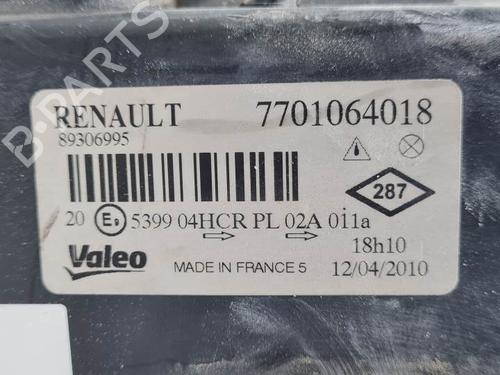 B-PARTS
RENAULT 7701064018
89306995
287
20 E9 5399 04HCR PL 02A 011a
18h10
Valeo MADE IN FRANCE 5 12/04/2010